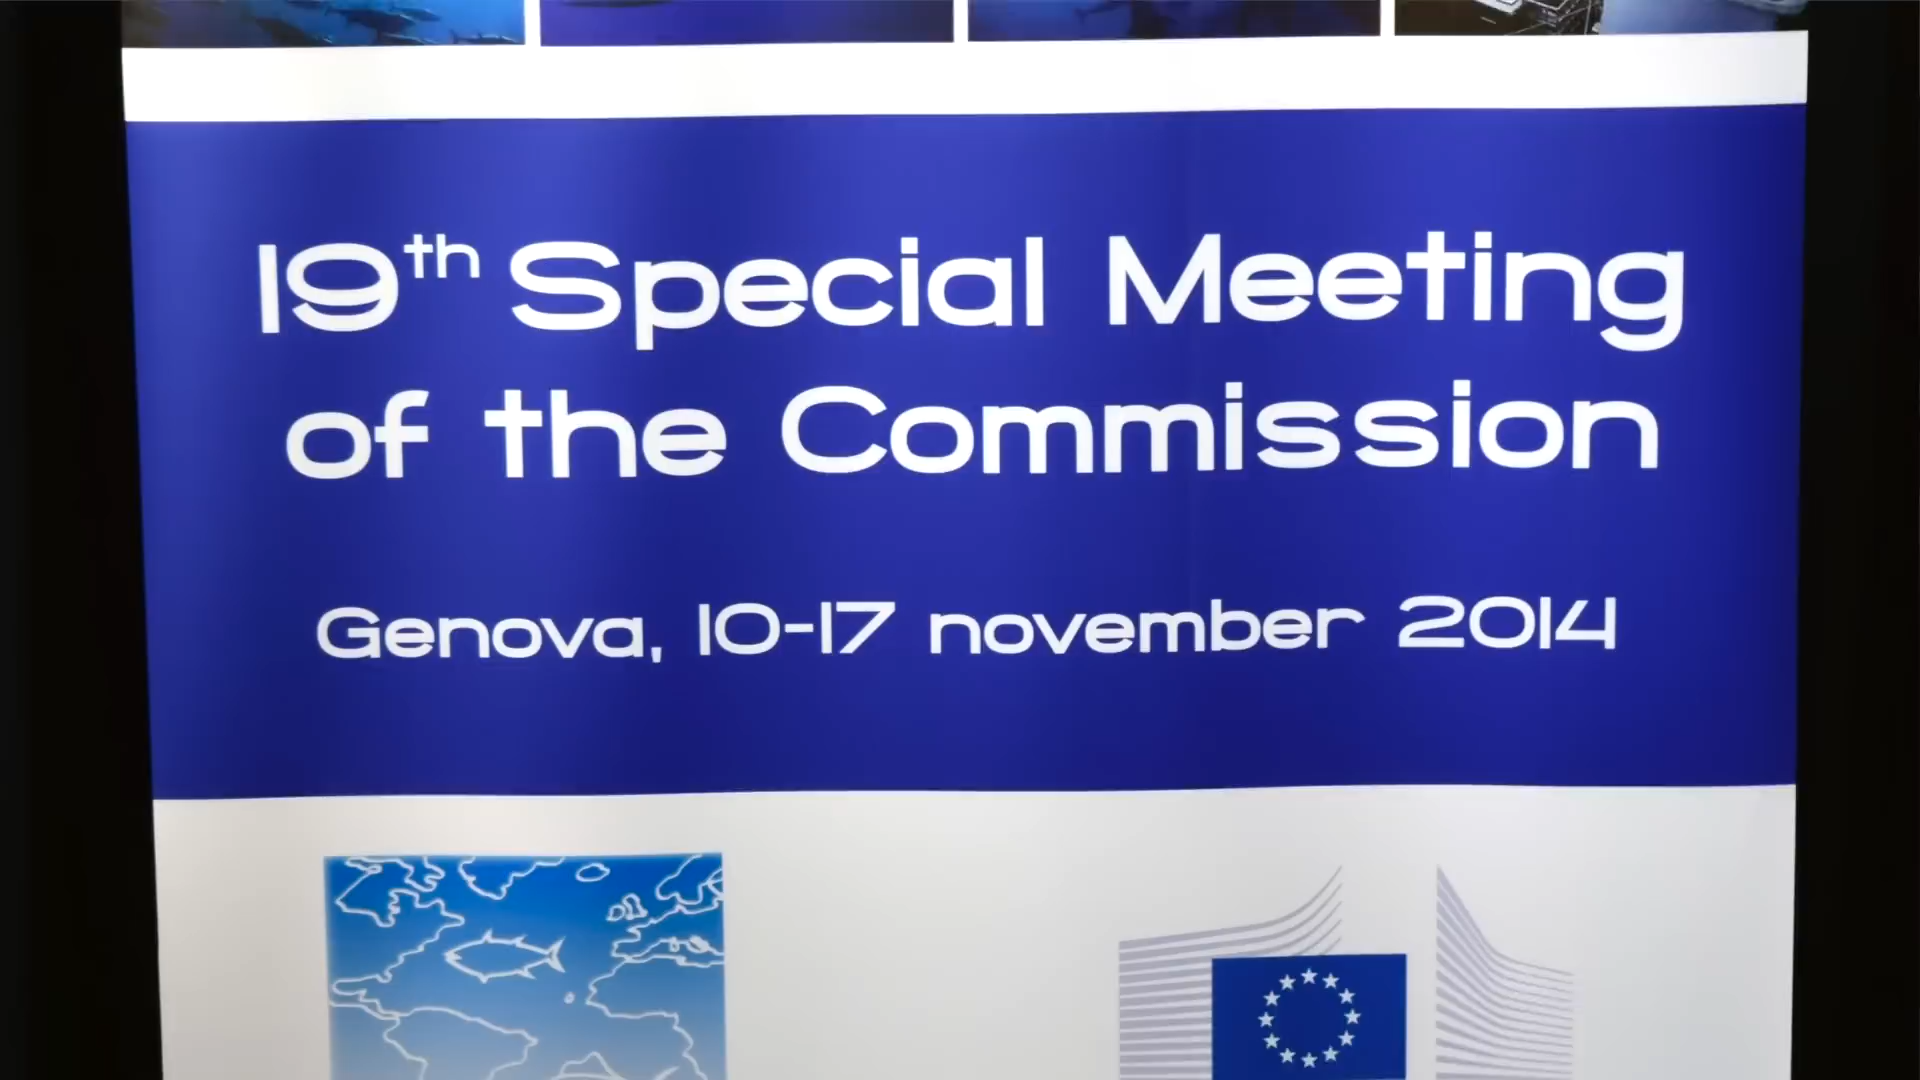 19th Special Meeting
of the Commission
Genova, 10-17 november 2014